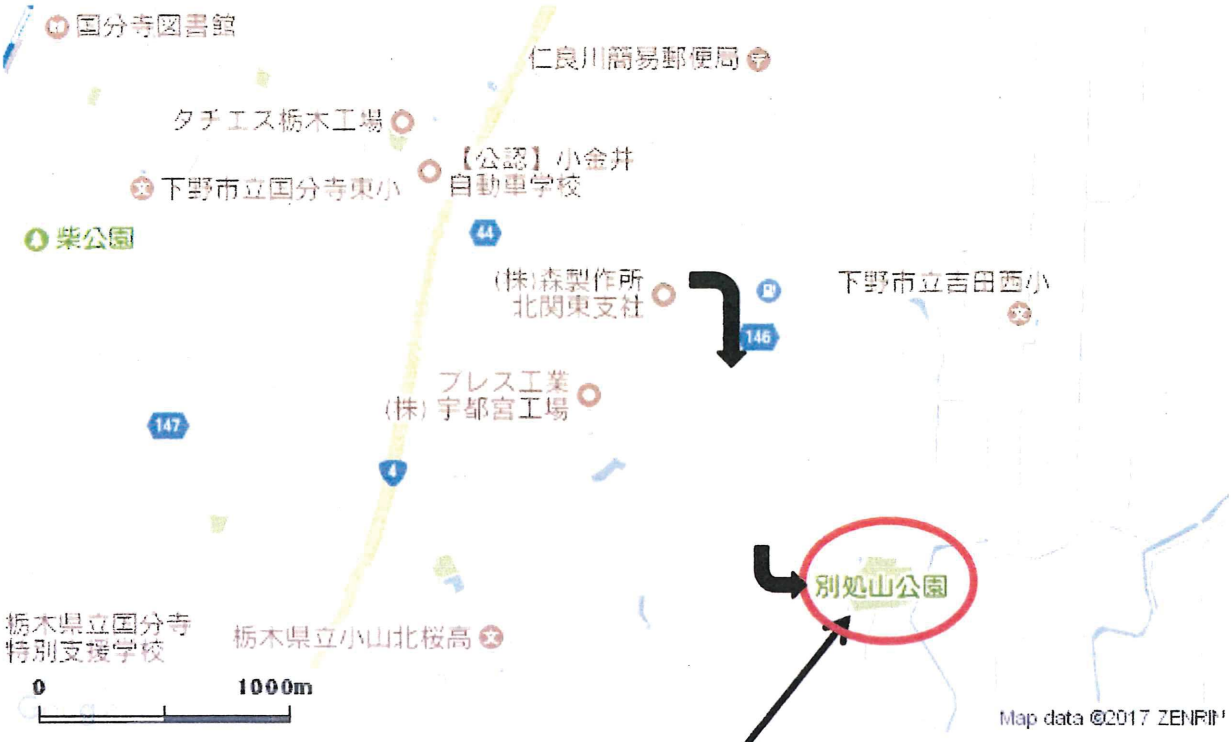 国分寺図書館
仁良川簡易郵便局
タチエス栃木工場
【公認】小金井
自動車学校
下野市立国分寺東小
柴公園
44
(株)森製作所
北関東支社
下野市立吉田西小
146
プレス工業
(株)宇都宮工場
147
4
別処山公園
栃木県立国分寺
特別支援学校
栃木県立小山北桜高
0 1000m
Map data ©2017 ZENRIN